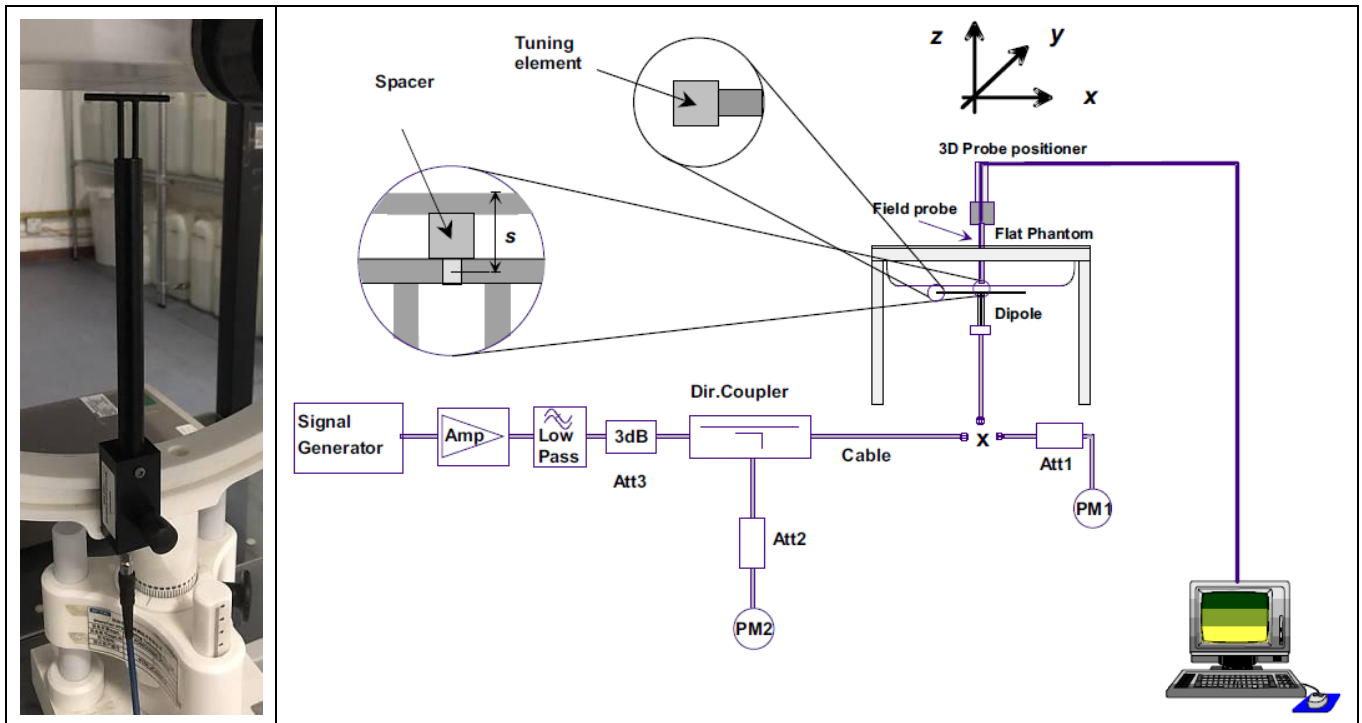 Tuning
element
Spacer
s
z
y
x
3D Probe positioner
Field probe
Flat Phantom
Dipole
Dir.Coupler
Signal
Generator
Amp
Low
Pass
3dB
Att3
Cable
x
Att1
PM1
Att2
PM2